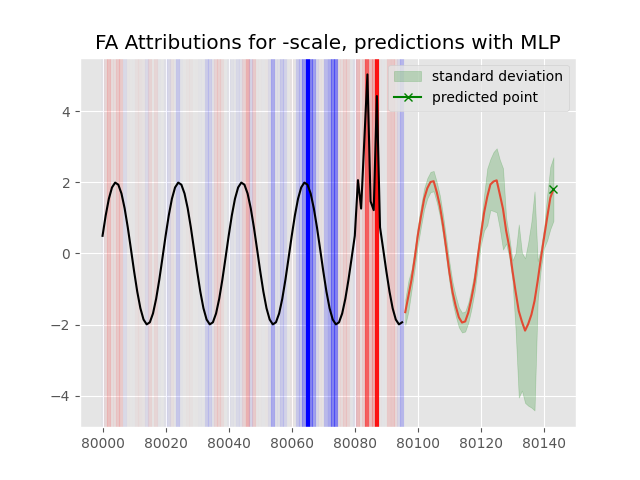 FA Attributions for -scale, predictions with MLP
standard deviation
predicted point
4
2
0
−2
−4
80000 80020 80040 80060 80080 80100 80120 80140